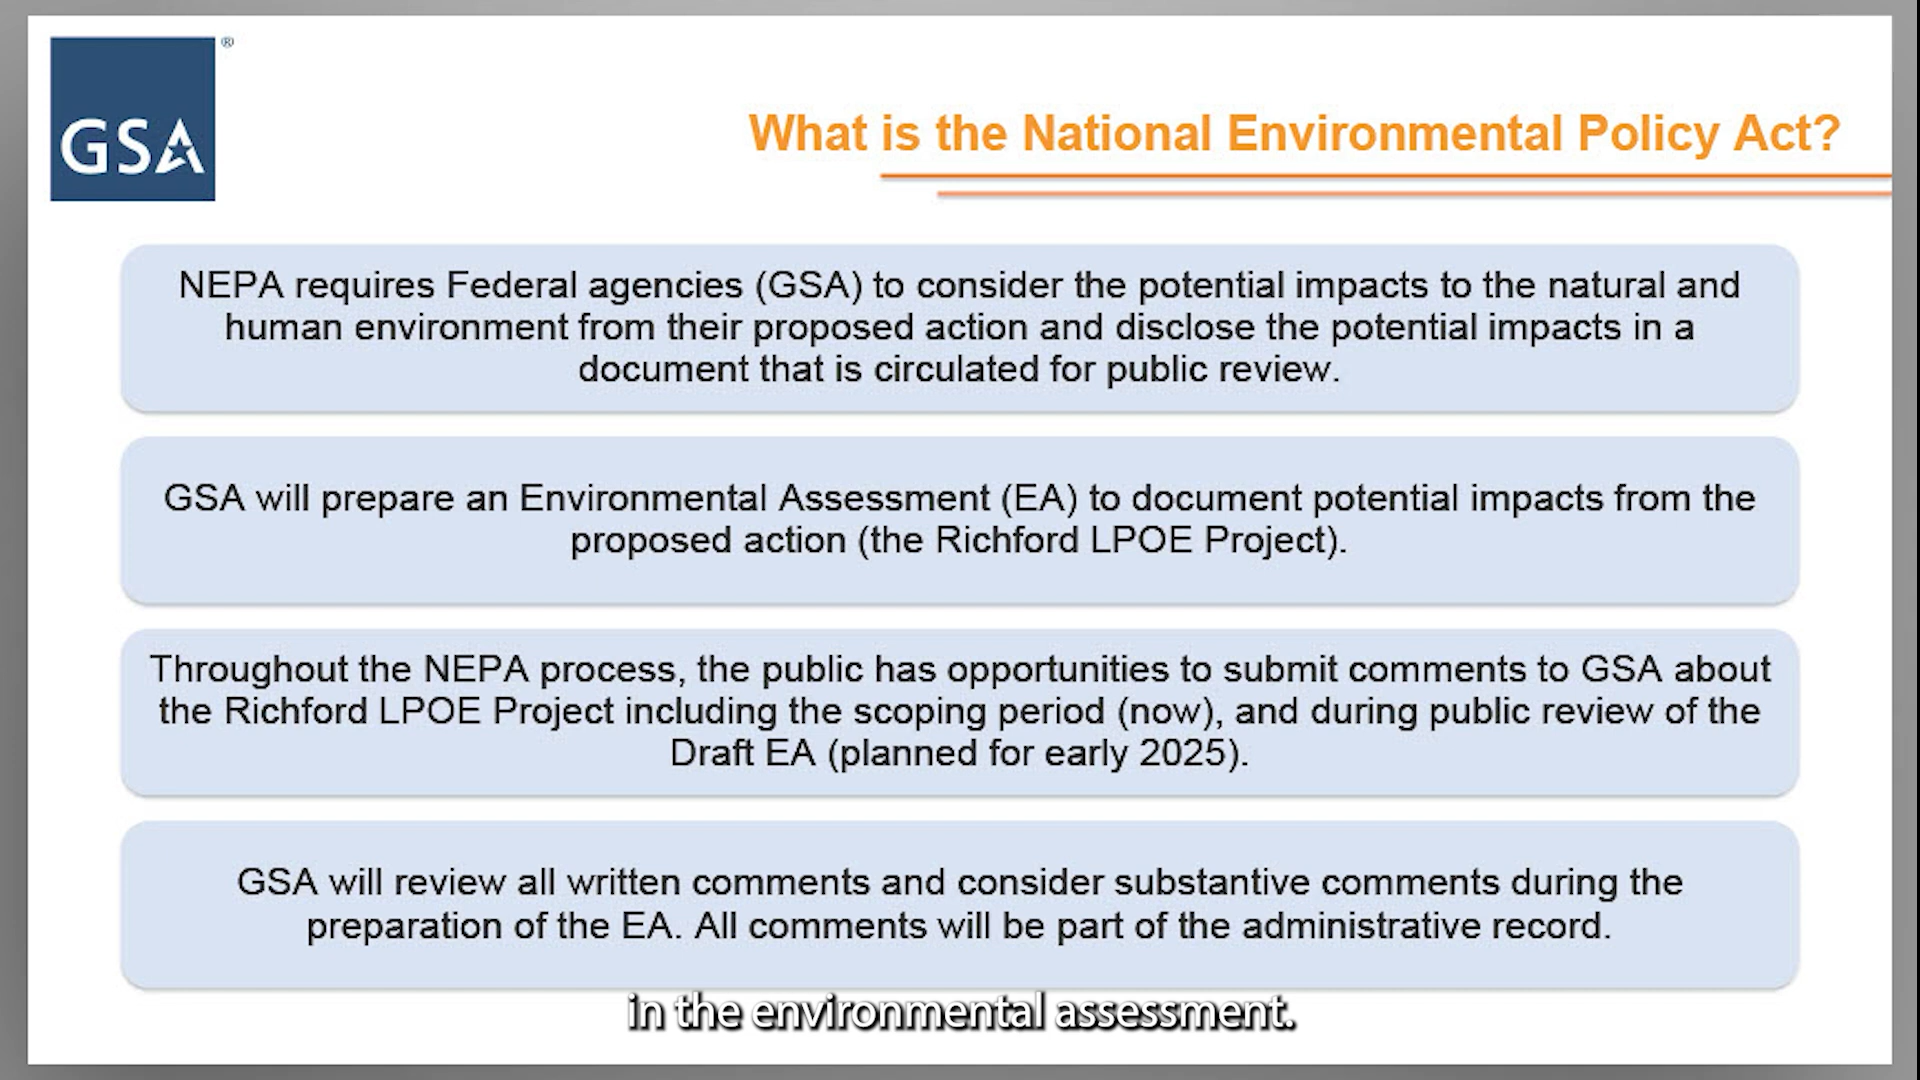 GSA ®
What is the National Environmental Policy Act?
NEPA requires Federal agencies (GSA) to consider the potential impacts to the natural and
human environment from their proposed action and disclose the potential impacts in a
document that is circulated for public review.
GSA will prepare an Environmental Assessment (EA) to document potential impacts from the
proposed action (the Richford LPOE Project).
Throughout the NEPA process, the public has opportunities to submit comments to GSA about
the Richford LPOE Project including the scoping period (now), and during public review of the
Draft EA (planned for early 2025).
GSA will review all written comments and consider substantive comments during the
preparation of the EA. All comments will be part of the administrative record.
in the environmental assessment.